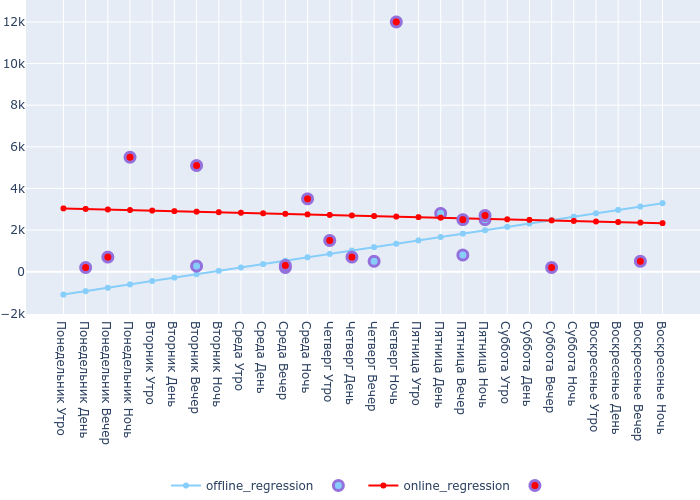 12k
10k
8k
6k
4k
2k
0
−2k
Понедельник Утро
Понедельник День
Понедельник Вечер
Понедельник Ночь
Вторник Утро
Вторник День
Вторник Вечер
Вторник Ночь
Среда Утро
Среда День
Среда Вечер
Среда Ночь
Четверг Утро
Четверг День
Четверг Вечер
Четверг Ночь
Пятница Утро
Пятница День
Пятница Вечер
Пятница Ночь
Суббота Утро
Суббота День
Суббота Вечер
Суббота Ночь
Воскресенье Утро
Воскресенье День
Воскресенье Вечер
Воскресенье Ночь
offline_regression
online_regression